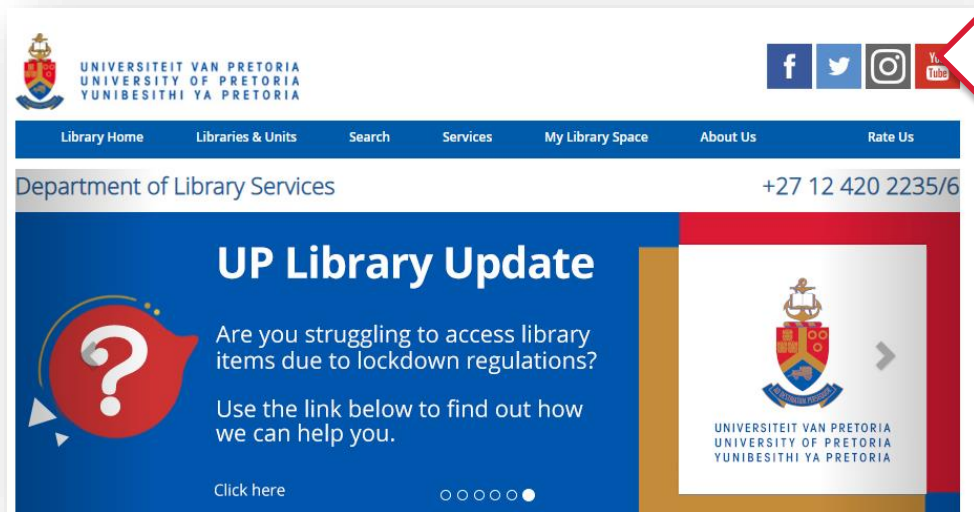 UNIVERSITEIT VAN PRETORIA
UNIVERSITY OF PRETORIA
YUNIBESITHI YA PRETORIA
f
Tube
Library Home Libraries & Units Search Services My Library Space About Us Rate Us
Department of Library Services +27 12 420 2235/6
UP Library Update
Are you struggling to access library
items due to lockdown regulations?
Use the link below to find out how
we can help you.
Click here
?
UNIVERSITEIT VAN PRETORIA
UNIVERSITY OF PRETORIA
YUNIBESITHI YA PRETORIA